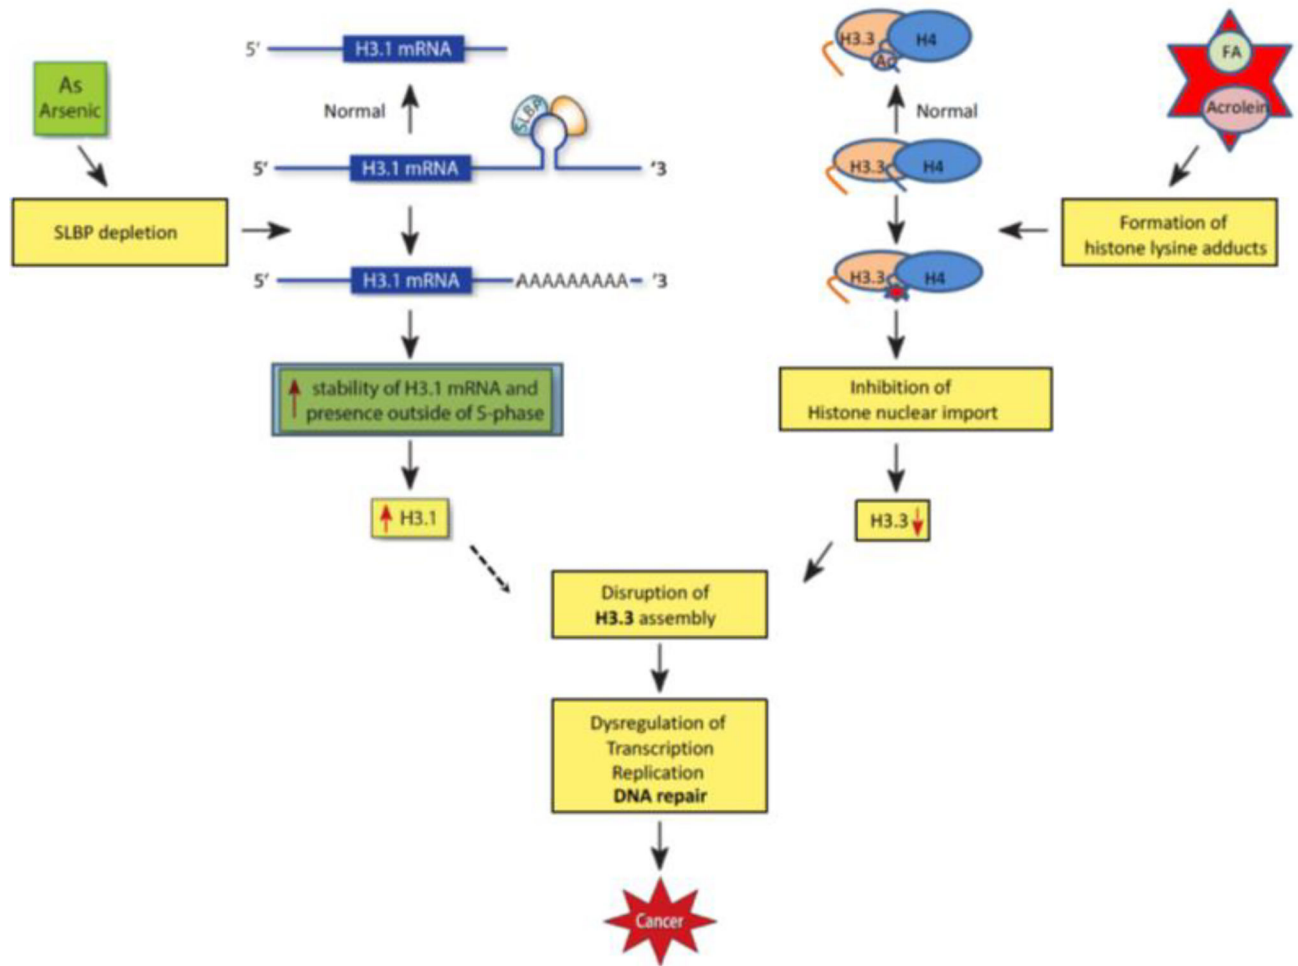 As
Arsenic
SLBP depletion
5' H3.1 mRNA
Normal
SLBP
5' H3.1 mRNA '3
5' H3.1 mRNA AAAAAAAAA '3
stability of H3.1 mRNA and
presence outside of S-phase
H3.1
H3.3 H4
Ac
Normal
H3.3 H4
H3.3 H4
FA
Acrolein
Formation of
histone lysine adducts
Inhibition of
Histone nuclear import
H3.3
Disruption of
H3.3 assembly
Dysregulation of
Transcription
Replication
DNA repair
Cancer